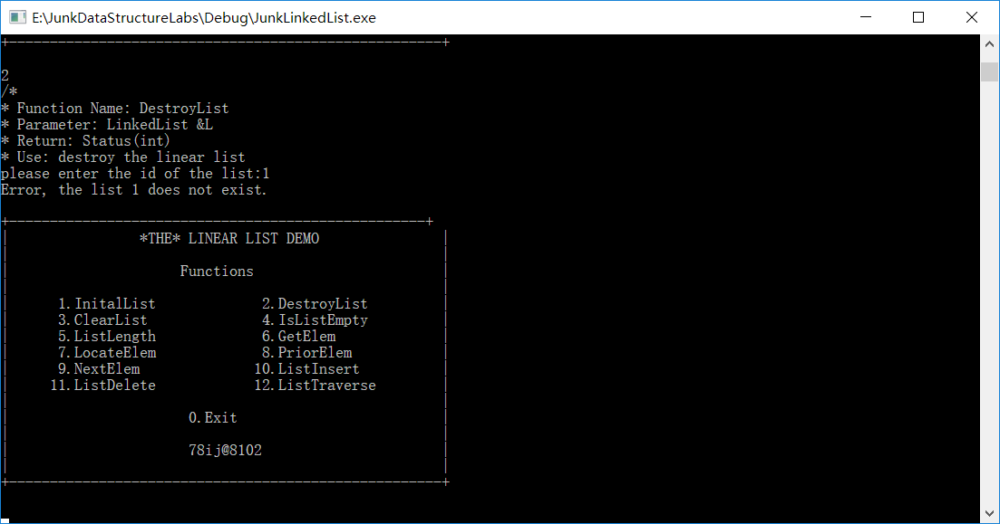 E:\JunkDataStructureLabs\Debug\JunkLinkedList.exe
+-----------------------------------------------------+
2
/*
* Function Name: DestroyList
* Parameter: LinkedList &L
* Return: Status(int)
* Use: destroy the linear list
please enter the id of the list:1
Error, the list 1 does not exist.
+---------------------------------------------------+
| *THE* LINEAR LIST DEMO |
| |
| Functions |
| |
| 1.InitalList 2.DestroyList |
| 3.ClearList 4.IsListEmpty |
| 5.ListLength 6.GetElem |
| 7.LocateElem 8.PriorElem |
| 9.NextElem 10.ListInsert |
| 11.ListDelete 12.ListTraverse |
| |
| 0.Exit |
| |
| 78ij@8102 |
| |
+-----------------------------------------------------+